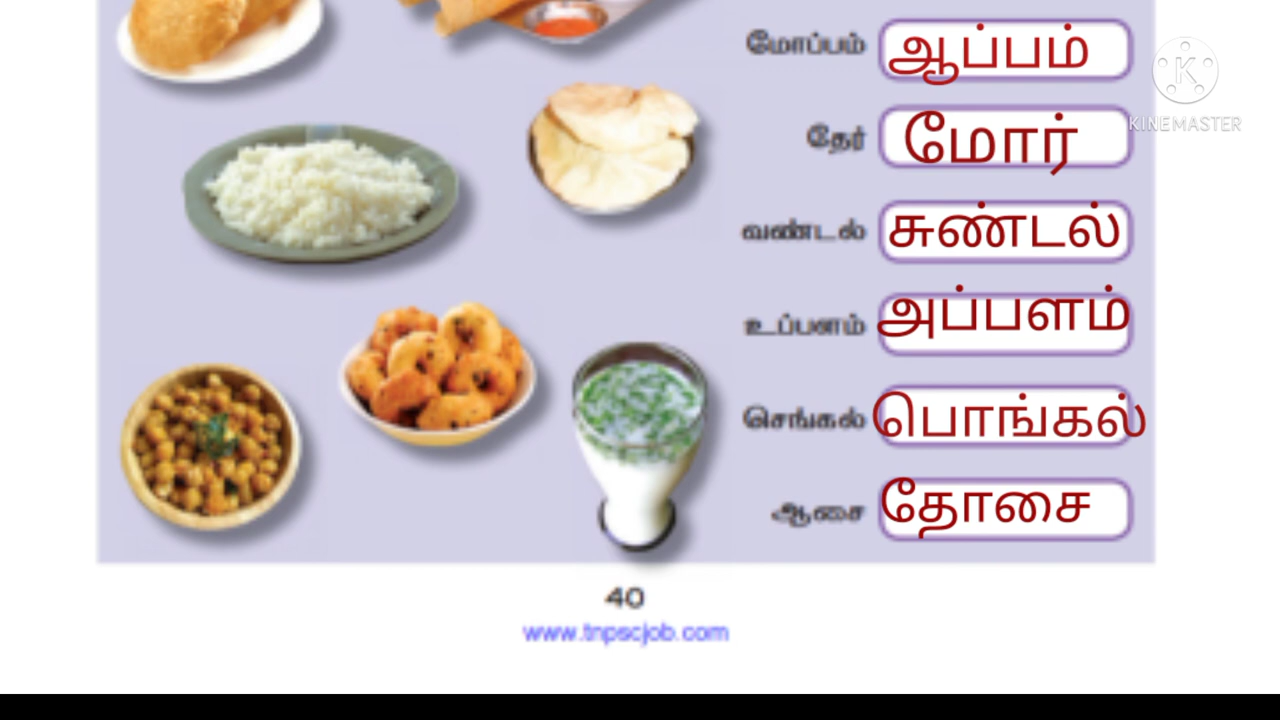 மோப்பம் ஆப்பம்
KINEMASTER
தேர் மோர்
வண்டல் சுண்டல்
உப்பளம் அப்பளம்
செங்கல் பொங்கல்
ஆசை தோசை
40
www.tnpscjob.com